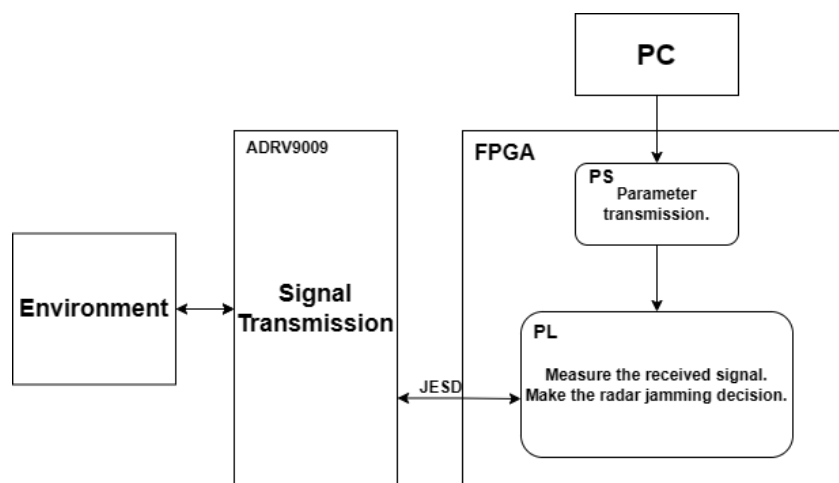 PC
ADRV9009
FPGA
PS
Parameter
transmission.
Environment
Signal
Transmission
PL
Measure the received signal.
Make the radar jamming decision.
JESD